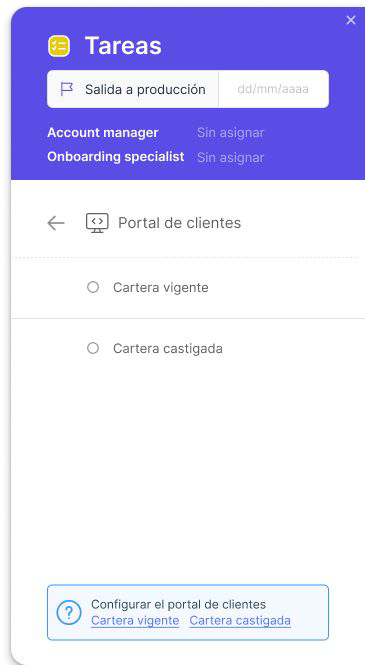 Tareas
Salida a producción dd/mm/aaaa
Account manager Sin asignar
Onboarding specialist Sin asignar
Portal de clientes
Cartera vigente
Cartera castigada
Configurar el portal de clientes
Cartera vigente Cartera castigada